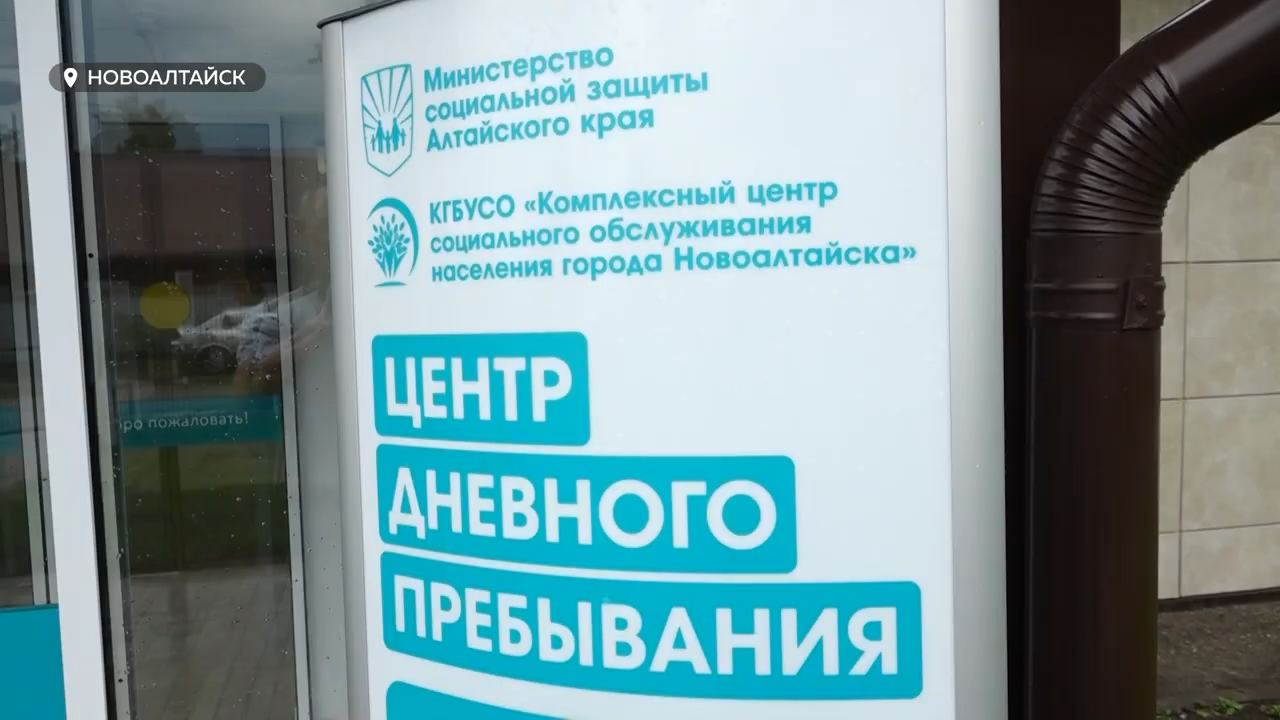 НОВОАЛТАЙСК
Министерство
социальной защиты
Алтайского края
КГБУСО «Комплексный центр
социального обслуживания
населения города Новоалтайска»
ЦЕНТР
ДНЕВНОГО
ПРЕБЫВАНИЯ
пожаловать!